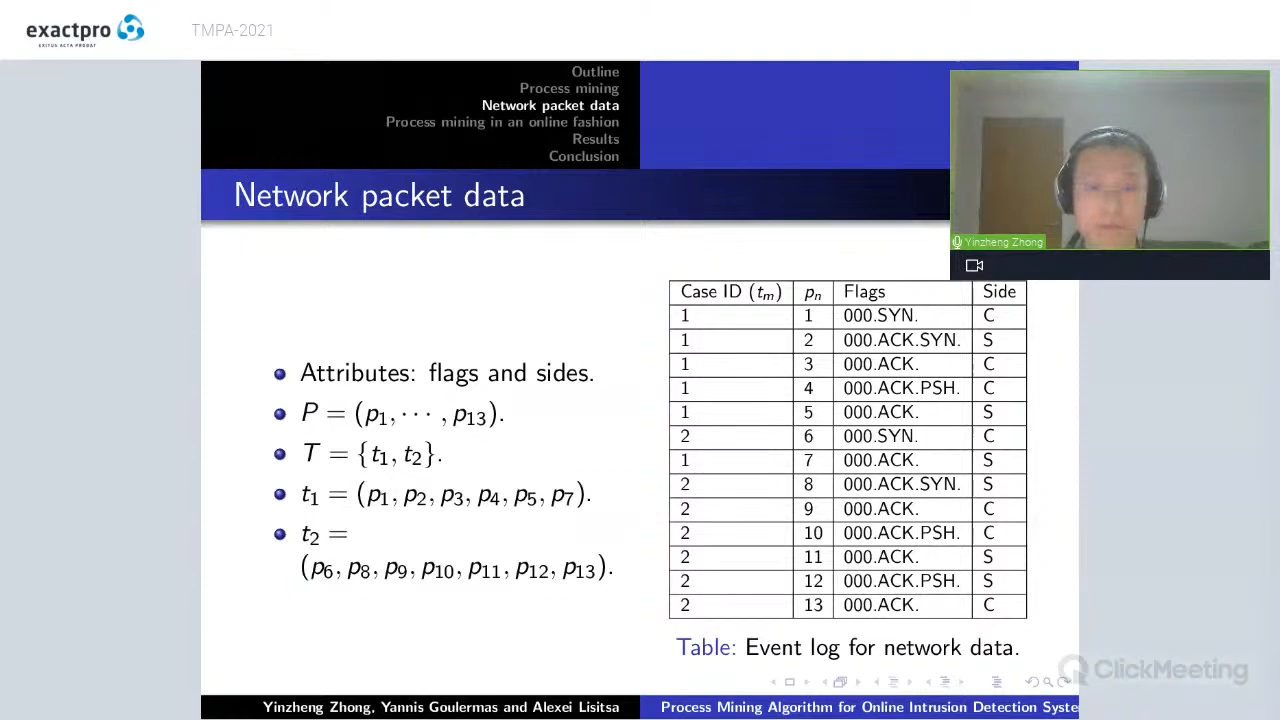 exactpro
EXITUS ACTA PROBAT
TMPA-2021
Outline
Process mining
Network packet data
Process mining in an online fashion
Results
Conclusion
Network packet data
Yinzheng Zhong
Attributes: flags and sides.
P = (p1, ··· , p13).
T = {t1, t2}.
t1 = (p1, p2, p3, p4, p5, p7).
t2 =
(p6, p8, p9, p10, p11, p12, p13).
Case ID (tm) pn Flags Side
1 1 000.SYN. C
1 2 000.ACK.SYN. S
1 3 000.ACK. C
1 4 000.ACK.PSH. C
1 5 000.ACK. S
2 6 000.SYN. C
1 7 000.ACK. S
2 8 000.ACK.SYN. S
2 9 000.ACK. C
2 10 000.ACK.PSH. C
2 11 000.ACK. S
2 12 000.ACK.PSH. S
2 13 000.ACK. C
Table: Event log for network data.
ClickMeeting
Yinzheng Zhong, Yannis Goulermas and Alexei Lisitsa
Process Mining Algorithm for Online Intrusion Detection Syste